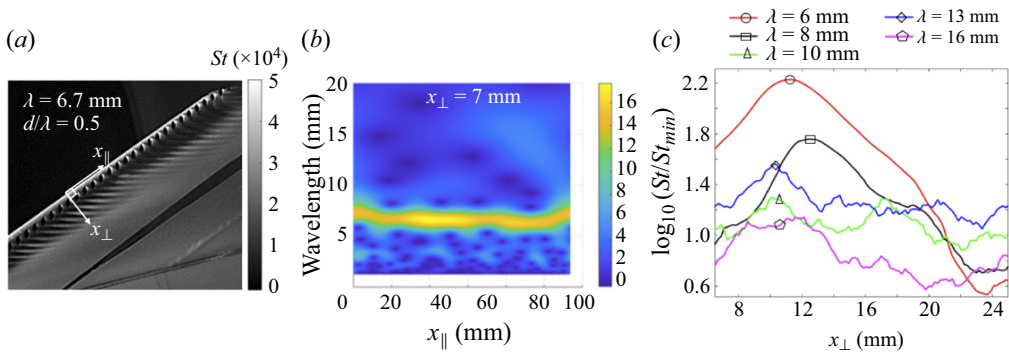 (a)
St (×10⁴)
5
4
3
2
1
0
λ = 6.7 mm
d/λ = 0.5
x∥
x⊥
(b)
x⊥ = 7 mm
Wavelength (mm)
20
15
10
5
0 20 40 60 80 100
x∥ (mm)
16
14
12
10
8
6
4
2
0
(c)
λ = 6 mm
λ = 8 mm
λ = 10 mm
λ = 13 mm
λ = 16 mm
log₁₀ (St/Stₘᵢₙ)
2.2
1.8
1.4
1.0
0.6
8 12 16 20 24
x⊥ (mm)